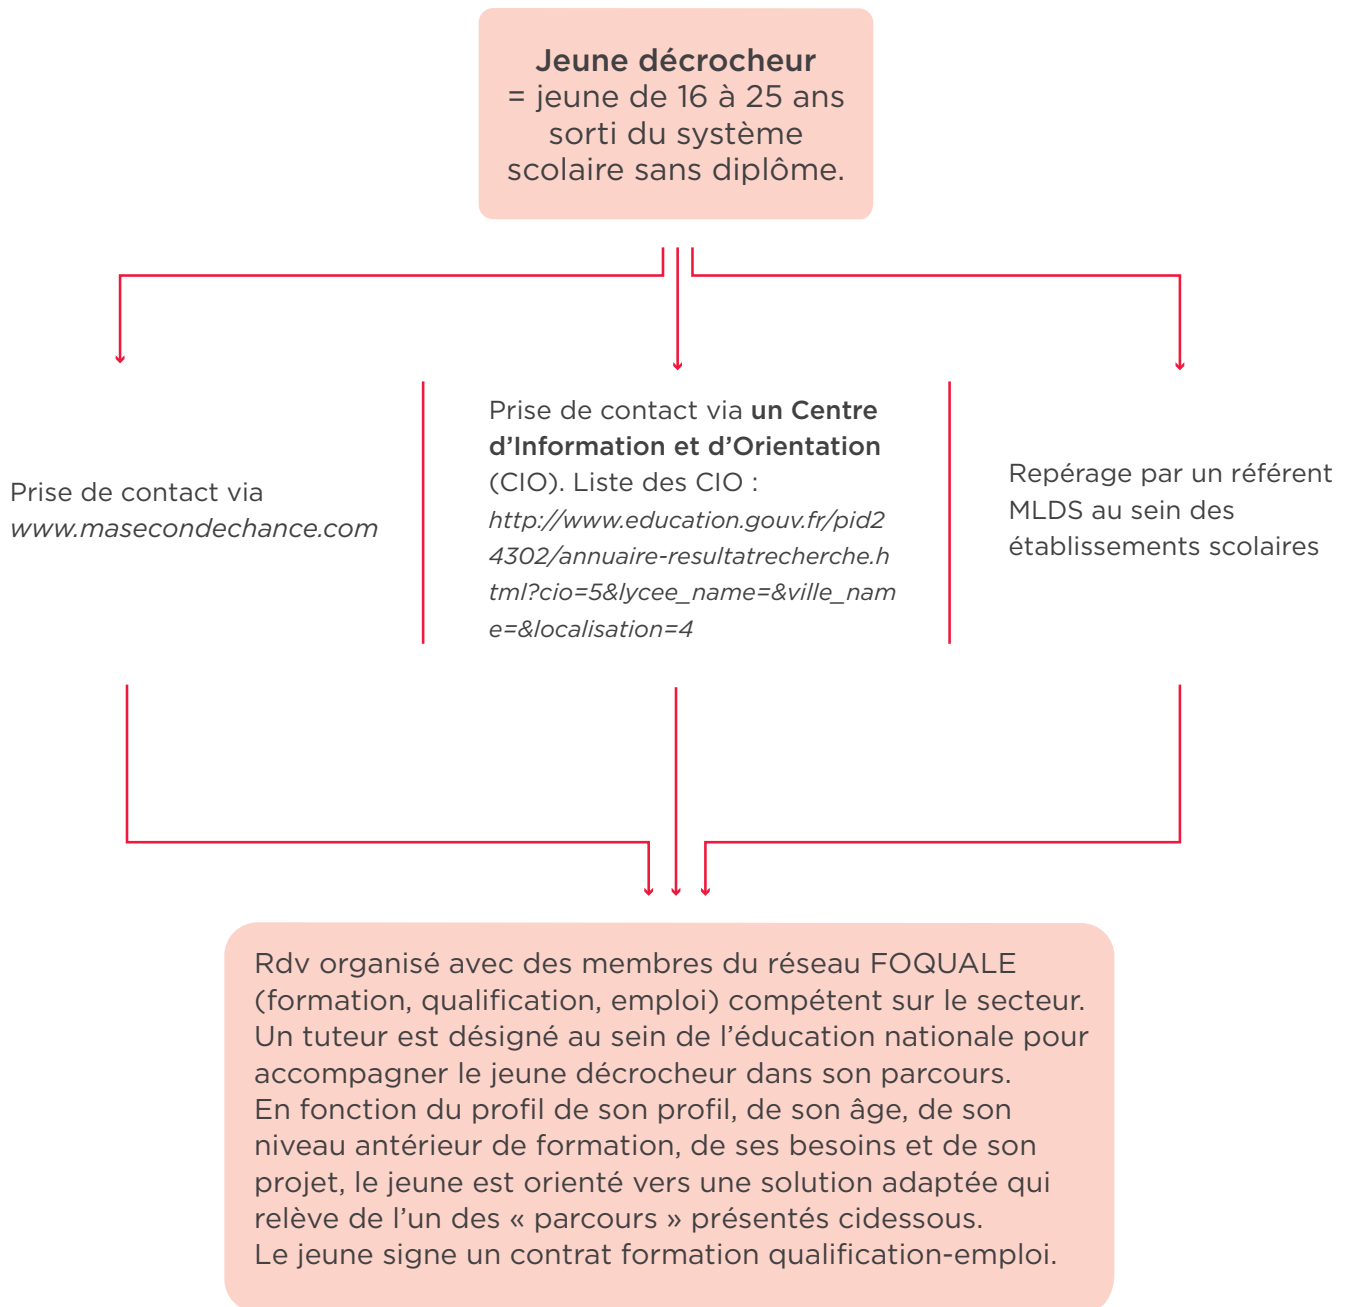 Jeune décrocheur
= jeune de 16 à 25 ans
sorti du système
scolaire sans diplôme.
Prise de contact via
www.masecondechance.com
Prise de contact via un Centre
d’Information et d’Orientation
(CIO). Liste des CIO :
http://www.education.gouv.fr/pid2
4302/annuaire-resultatrecherche.h
tml?cio=5&lycee_name=&ville_nam
e=&localisation=4
Repérage par un référent
MLDS au sein des
établissements scolaires
Rdv organisé avec des membres du réseau FOQUALE
(formation, qualification, emploi) compétent sur le secteur.
Un tuteur est désigné au sein de l’éducation nationale pour
accompagner le jeune décrocheur dans son parcours.
En fonction du profil de son profil, de son âge, de son
niveau antérieur de formation, de ses besoins et de son
projet, le jeune est orienté vers une solution adaptée qui
relève de l’un des « parcours » présentés cidessous.
Le jeune signe un contrat formation qualification-emploi.